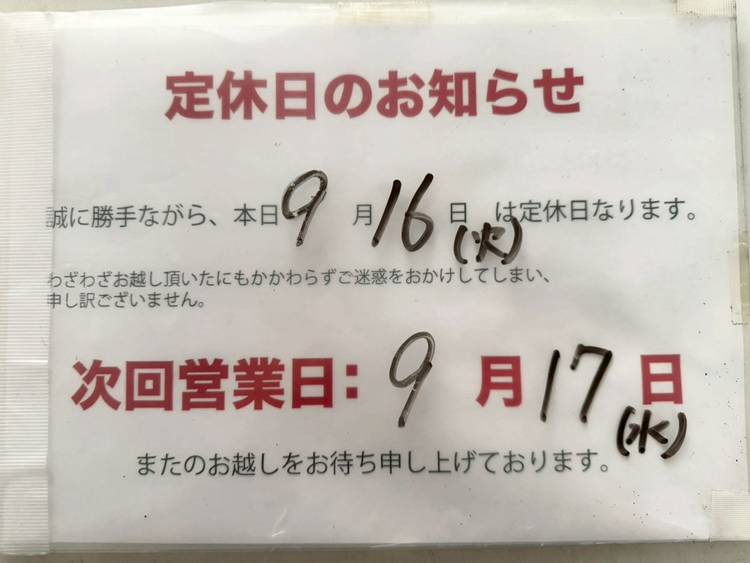 定休日のお知らせ
誠に勝手ながら、本日9月16日(火)は定休日なります。
わざわざお越し頂いたにもかかわらずご迷惑をおかけしてしまい、
申し訳ございません。
次回営業日：9月17日(水)
またのお越しをお待ち申し上げております。